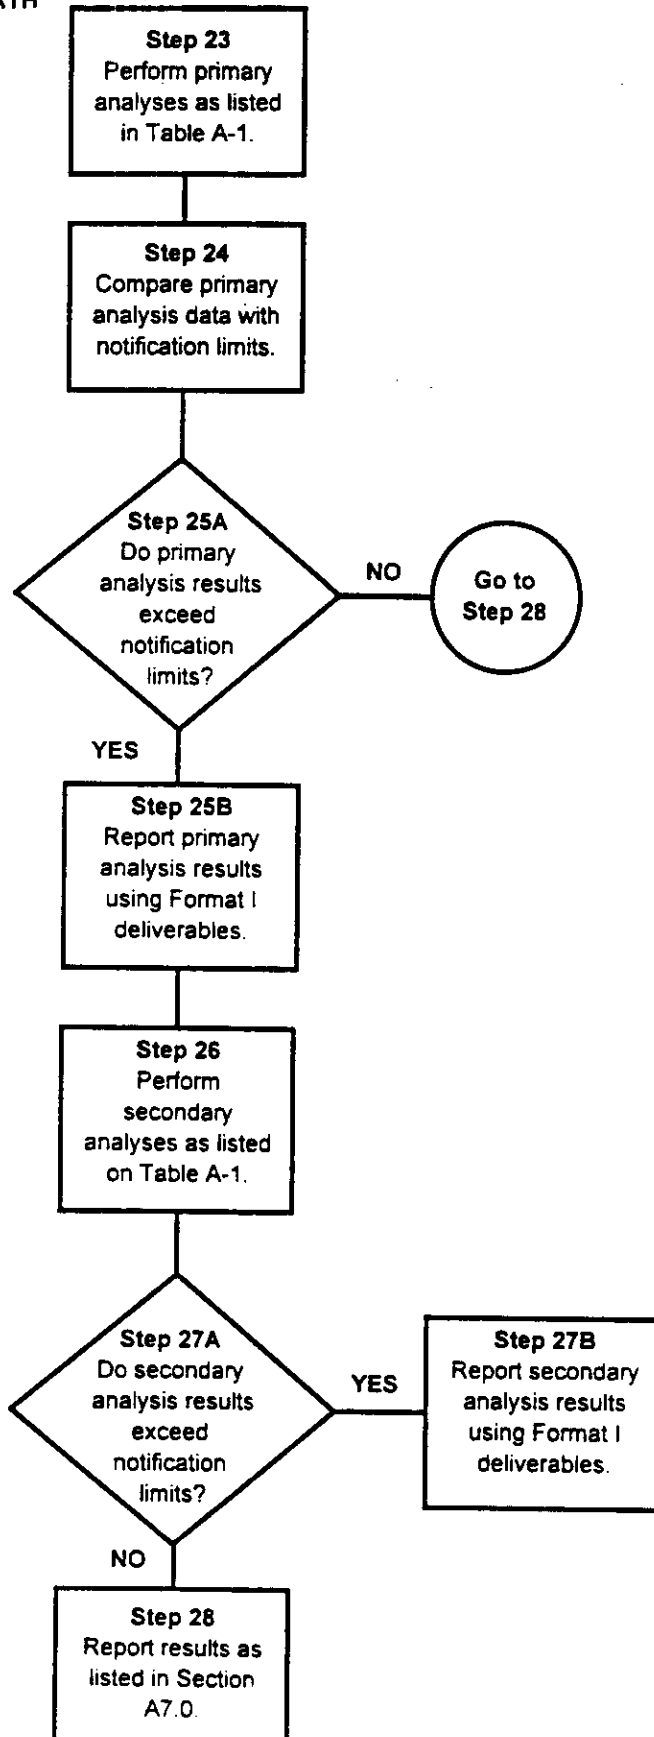 Step 23
Perform primary
analyses as listed
in Table A-1.
Step 24
Compare primary
analysis data with
notification limits.
Step 25A
Do primary
analysis results
exceed
notification
limits?
NO
Go to
Step 28
YES
Step 25B
Report primary
analysis results
using Format I
deliverables.
Step 26
Perform
secondary
analyses as listed
on Table A-1.
Step 27A
Do secondary
analysis results
exceed
notification
limits?
YES
Step 27B
Report secondary
analysis results
using Format I
deliverables.
NO
Step 28
Report results as
listed in Section
A7.0.